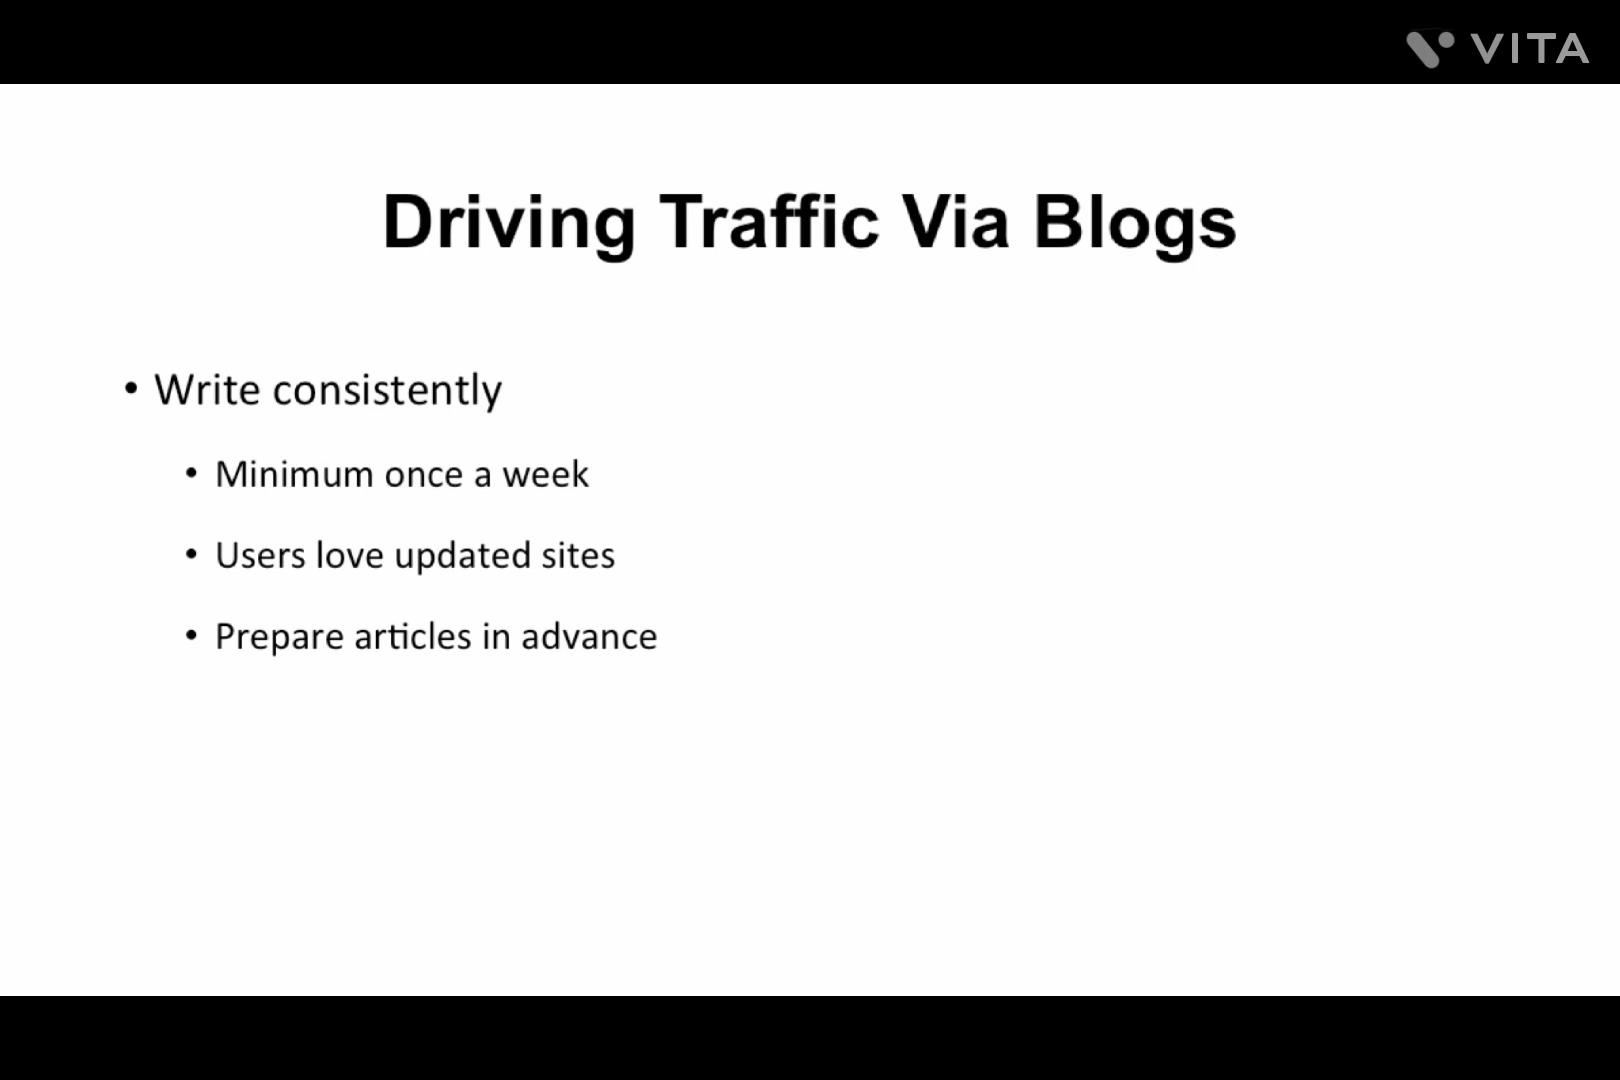 VITA
Driving Traffic Via Blogs
• Write consistently
• Minimum once a week
• Users love updated sites
• Prepare articles in advance